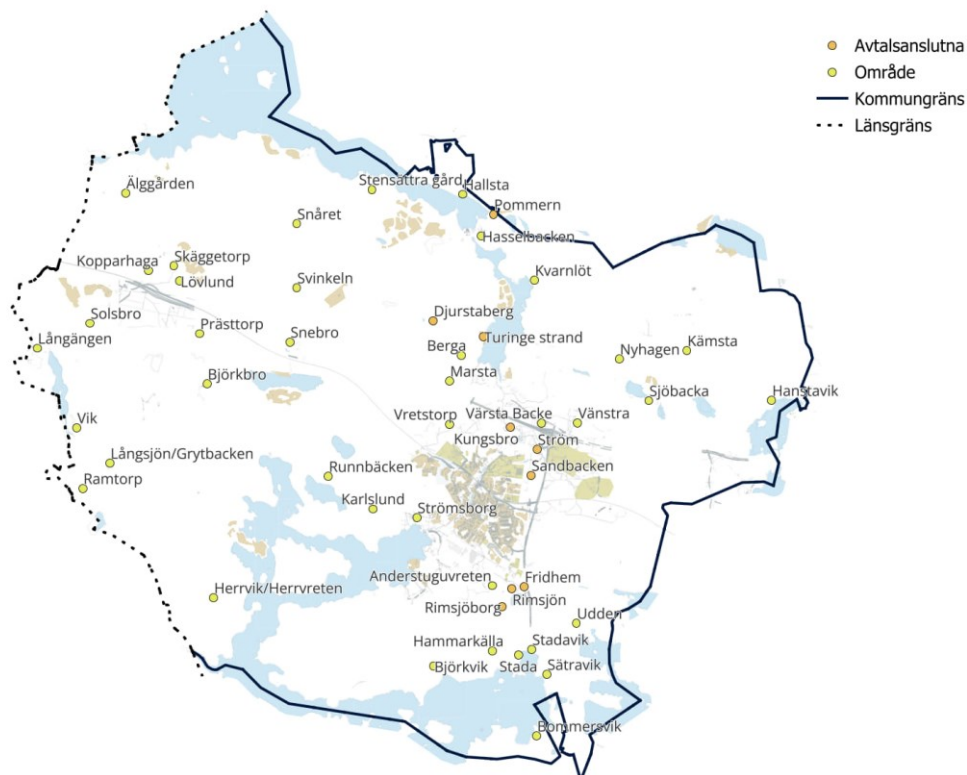 Avtalsanslutna
Område
Kommungräns
Länsgräns
Älggården
Stensättra gård
Hallsta
Pommern
Snåret
Hasselbacken
Kopparhaga
Skäggetorp
Lövlund
Svinkeln
Kvarnlöt
Solsbro
Prästtorp
Snebro
Djurstaberg
Turinge strand
Långängen
Berga
Nyhagen
Kämsta
Björkbro
Marsta
Sjöbacka
Hanstavik
Vik
Vretstorp
Värsta Backe
Vänstra
Kungsbro
Ström
Långsjön/Grytbacken
Runnbäcken
Sandbacken
Ramtorp
Karlslund
Strömsborg
Anderstuguvreten
Fridhem
Herrvik/Herrvreten
Rimsjöborg
Rimsjön
Udden
Hammarkälla
Stadavik
Björkvik
Stada
Sätravik
Bommersvik